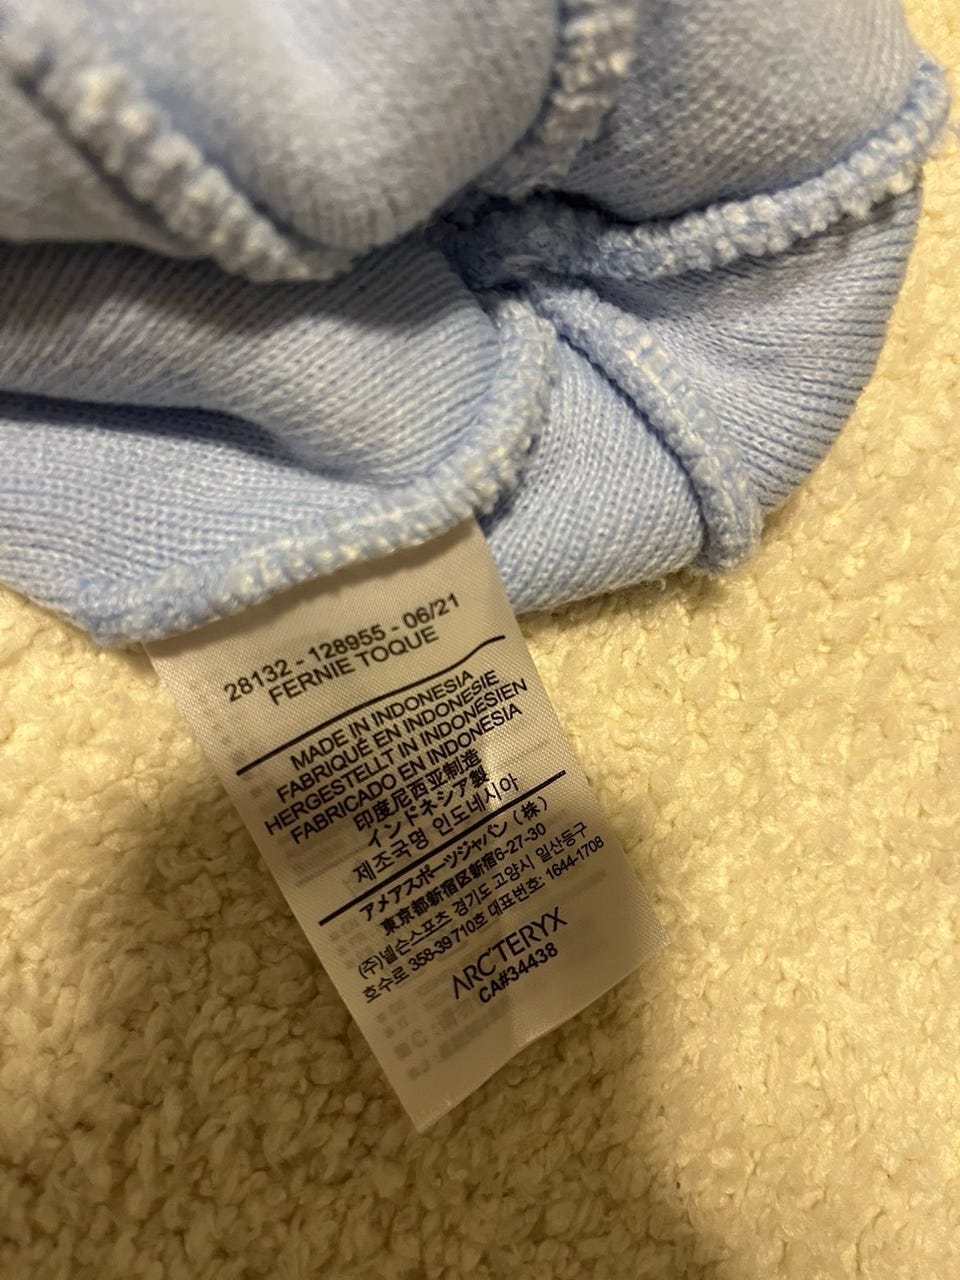 28132 - 128955 - 06/21
FERNIE TOQUE
MADE IN INDONESIA
FABRIQUÉ EN INDONESIE
HERGESTELLT IN INDONESIEN
FABRICADO EN INDONESIA
印度尼西亚制造
インドネシア製
제조국명 인도네시아
アメアスポーツジャパン（株）
東京都新宿区新宿6-27-30
(주)넬슨스포츠 경기도 고양시 일산동구
호수로 358-39 710호 대표번호: 1644-1708
ARC'TERYX
CA#34438